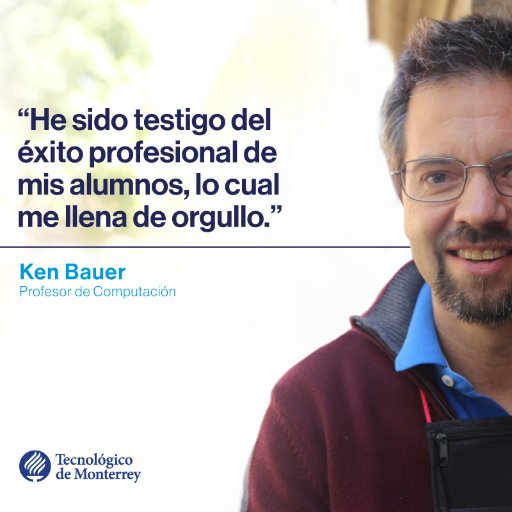 “He sido testigo del
éxito profesional de
mis alumnos, lo cual
me llena de orgullo.”
Ken Bauer
Profesor de Computación
Tecnológico
de Monterrey